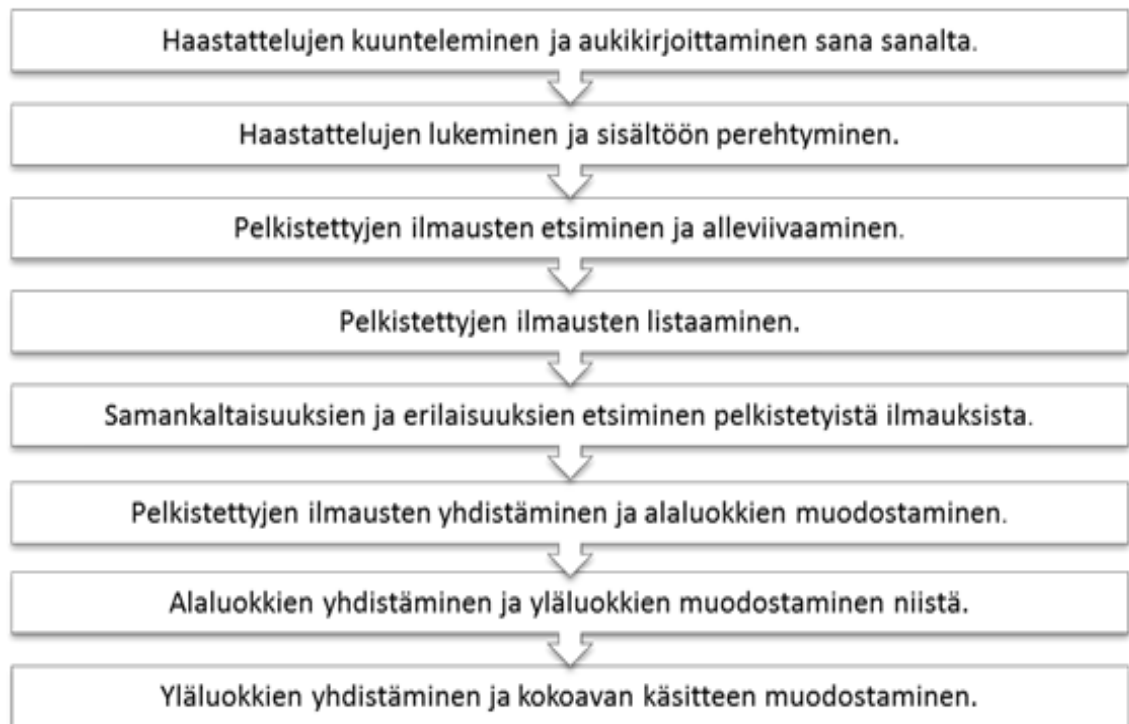 Haastattelujen kuunteleminen ja aukikirjoittaminen sana sanalta.
Haastattelujen lukeminen ja sisältöön perehtyminen.
Pelkistettyjen ilmausten etsiminen ja alleviivaaminen.
Pelkistettyjen ilmausten listaaminen.
Samankaltaisuuksien ja erilaisuuksien etsiminen pelkistetyistä ilmauksista.
Pelkistettyjen ilmausten yhdistäminen ja alaluokkien muodostaminen.
Alaluokkien yhdistäminen ja yläluokkien muodostaminen niistä.
Yläluokkien yhdistäminen ja kokoavan käsitteen muodostaminen.